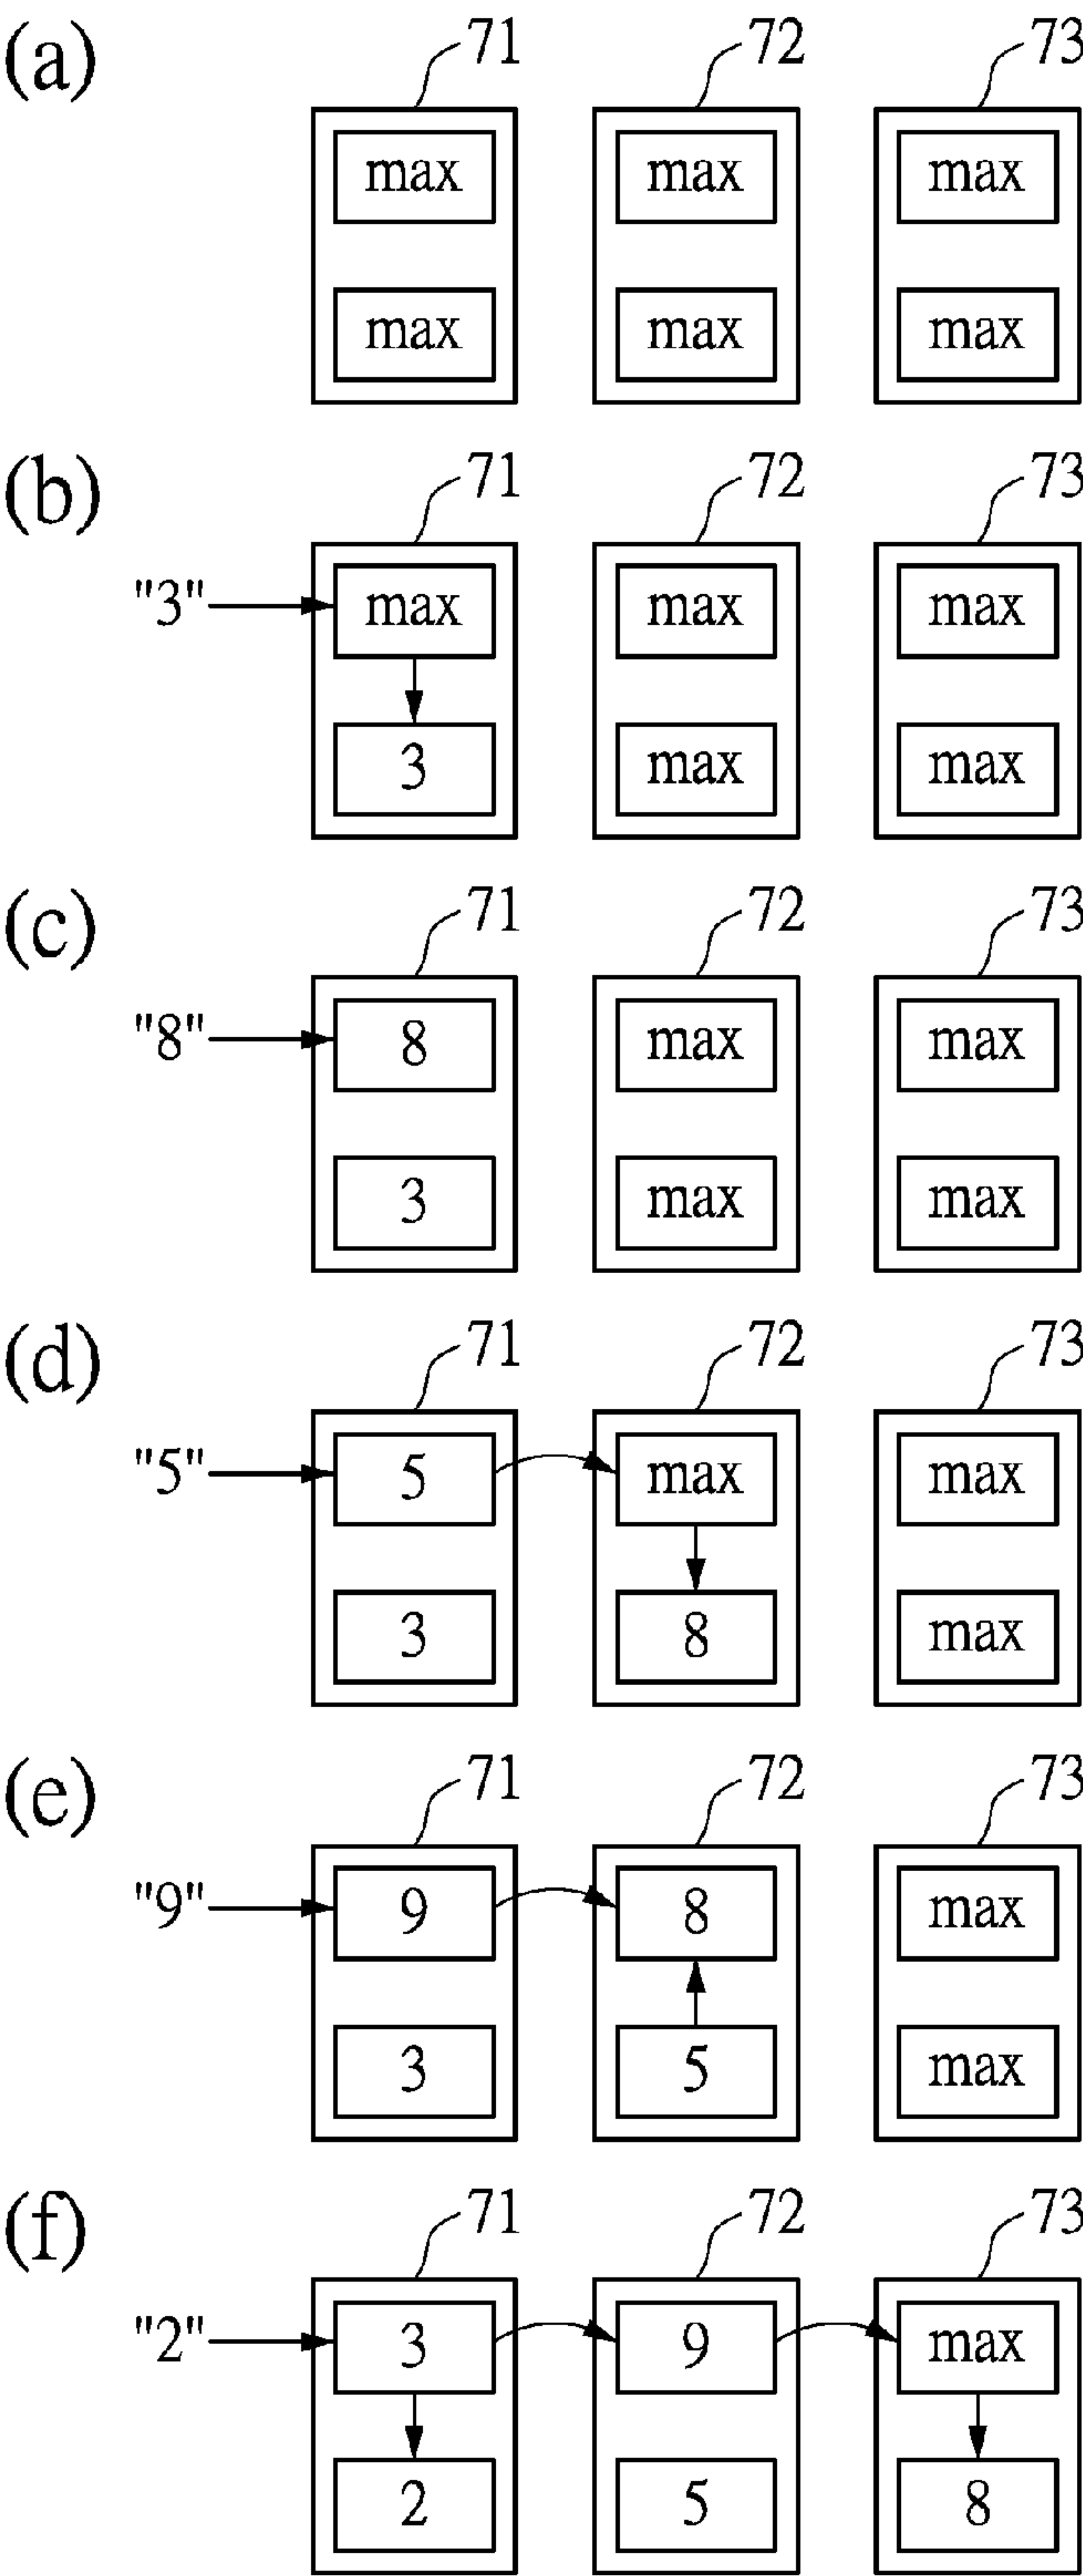 (a) 71 72 73
max max max
max max max
(b) 71 72 73
"3" max max max
3 max max
(c) 71 72 73
"8" 8 max max
3 max max
(d) 71 72 73
"5" 5 max max
3 8 max
(e) 71 72 73
"9" 9 8 max
3 5 max
(f) 71 72 73
"2" 3 9 max
2 5 8